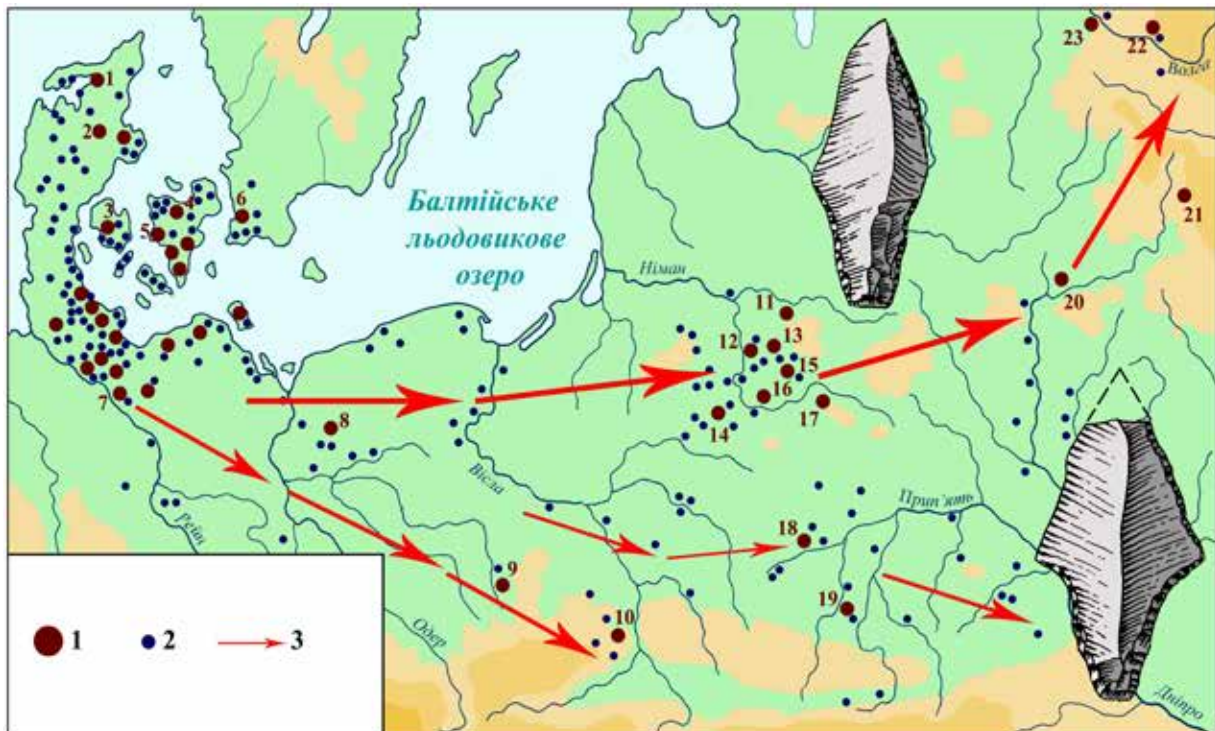 1
2
3
4
5
6
7
8
9
10
11
12
13
14
15
16
17
18
19
20
21
22
23
Волга
Балтійське
льодовикове
озеро
Німан
Вісла
Прип'ять
Рейн
Одер
Дніпро
1 2 3